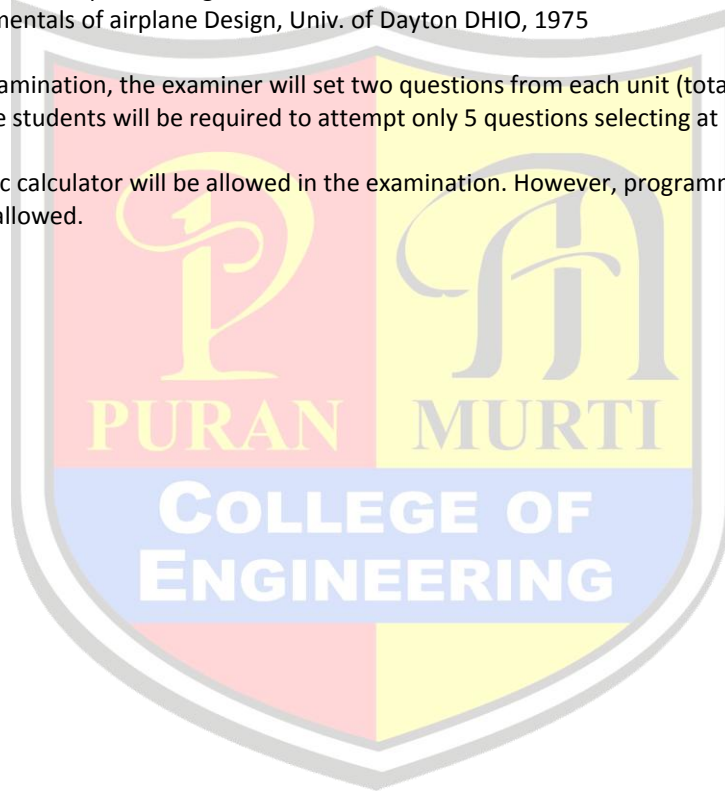 mentals of airplane Design, Univ. of Dayton DHIO, 1975
amination, the examiner will set two questions from each unit (tota
e students will be required to attempt only 5 questions selecting at
c calculator will be allowed in the examination. However, programm
allowed.
PURAN MURTI
COLLEGE OF
ENGINEERING